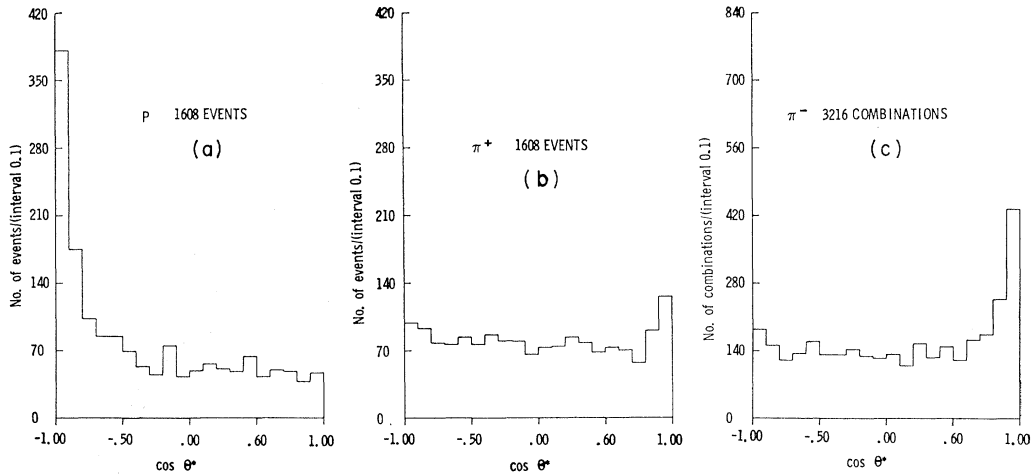 No. of events/(interval 0.1)
420
350
280
210
140
70
0
P 1608 EVENTS
(a)
-1.00 -.50 .00 .60 1.00
cos θ*
No. of events/(interval 0.1)
420
350
280
210
140
70
0
π+ 1608 EVENTS
(b)
-1.00 -.50 .00 .60 1.00
cos θ*
No. of combinations/(interval 0.1)
840
700
560
420
280
140
0
π− 3216 COMBINATIONS
(c)
-1.00 -.50 .00 .60 1.00
cos θ*